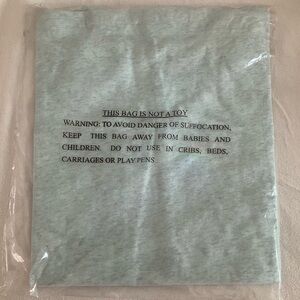 THIS BAG IS NOT A TOY
WARNING: TO AVOID DANGER OF SUFFOCATION,
KEEP THIS BAG AWAY FROM BABIES AND
CHILDREN. DO NOT USE IN CRIBS, BEDS,
CARRIAGES OR PLAY PENS